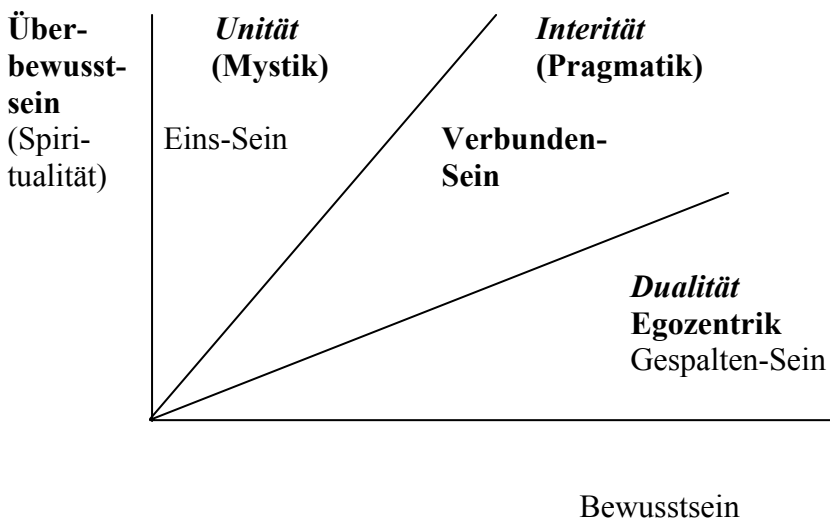 Über-
bewusst-
sein
(Spiri-
tualität)
Unität
(Mystik)
Eins-Sein
Interität
(Pragmatik)
Verbunden-
Sein
Dualität
Egozentrik
Gespalten-Sein
Bewusstsein